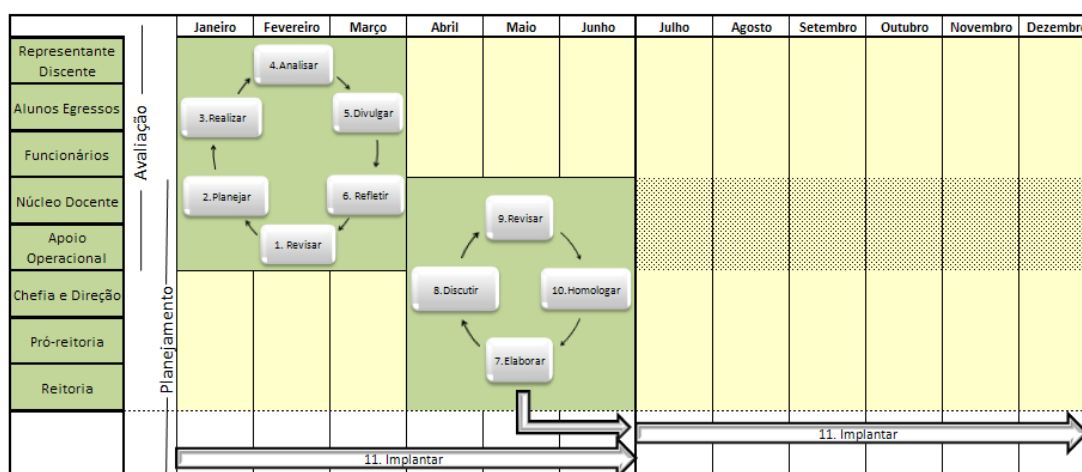 Janeiro Fevereiro Março Abril Maio Junho Julho Agosto Setembro Outubro Novembro Dezembro
Representante
Discente
Alunos Egressos
Funcionários
Núcleo Docente
Apoio
Operacional
Chefia e Direção
Pró-reitoria
Reitoria
Avaliação
Planejamento
4.Analisar
3.Realizar
5.Divulgar
2.Planejar
6. Refletir
1. Revisar
9.Revisar
8.Discutir
10.Homologar
7.Elaborar
11. Implantar
11. Implantar